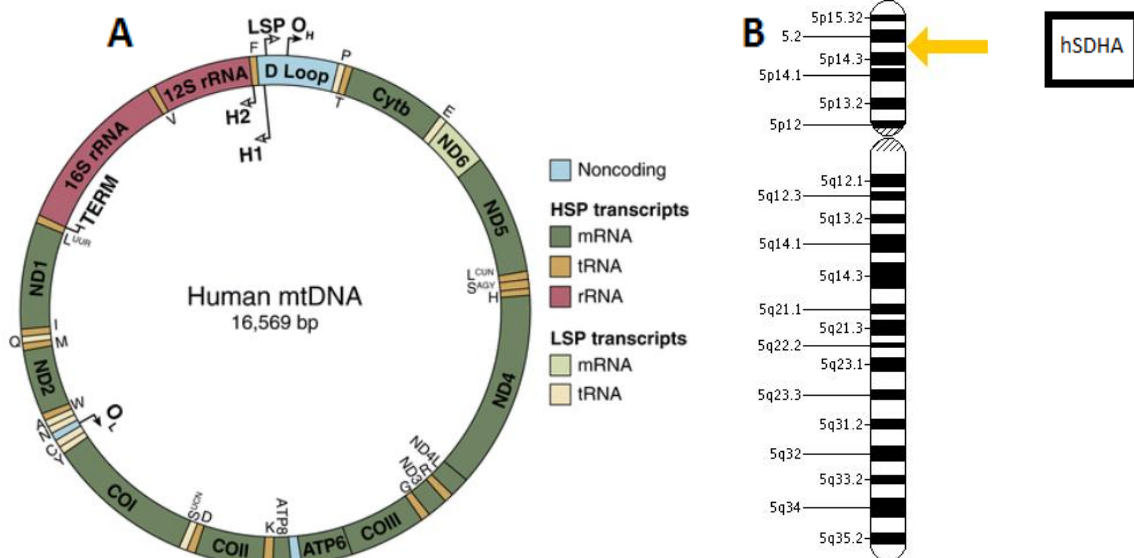 A
LSP
O
H
F
D Loop
P
T
12S rRNA
V
H2
H1
16S rRNA
TERM
L UUR
Cytb
E
ND6
ND5
L CUN
S AGY
H
ND1
I
Q
M
ND2
W
A
N
C
Y
O
L
COI
S UCN
D
COII
K
ATP8
ATP6
COIII
G
ND3
R
ND4L
ND4
Human mtDNA
16,569 bp
Noncoding
HSP transcripts
mRNA
tRNA
rRNA
LSP transcripts
mRNA
tRNA
B
5p15.32
5.2
5p14.3
5p14.1
5p13.2
5p12
5q12.1
5q12.3
5q13.2
5q14.1
5q14.3
5q21.1
5q21.3
5q22.2
5q23.1
5q23.3
5q31.2
5q32
5q33.2
5q34
5q35.2
hSDHA